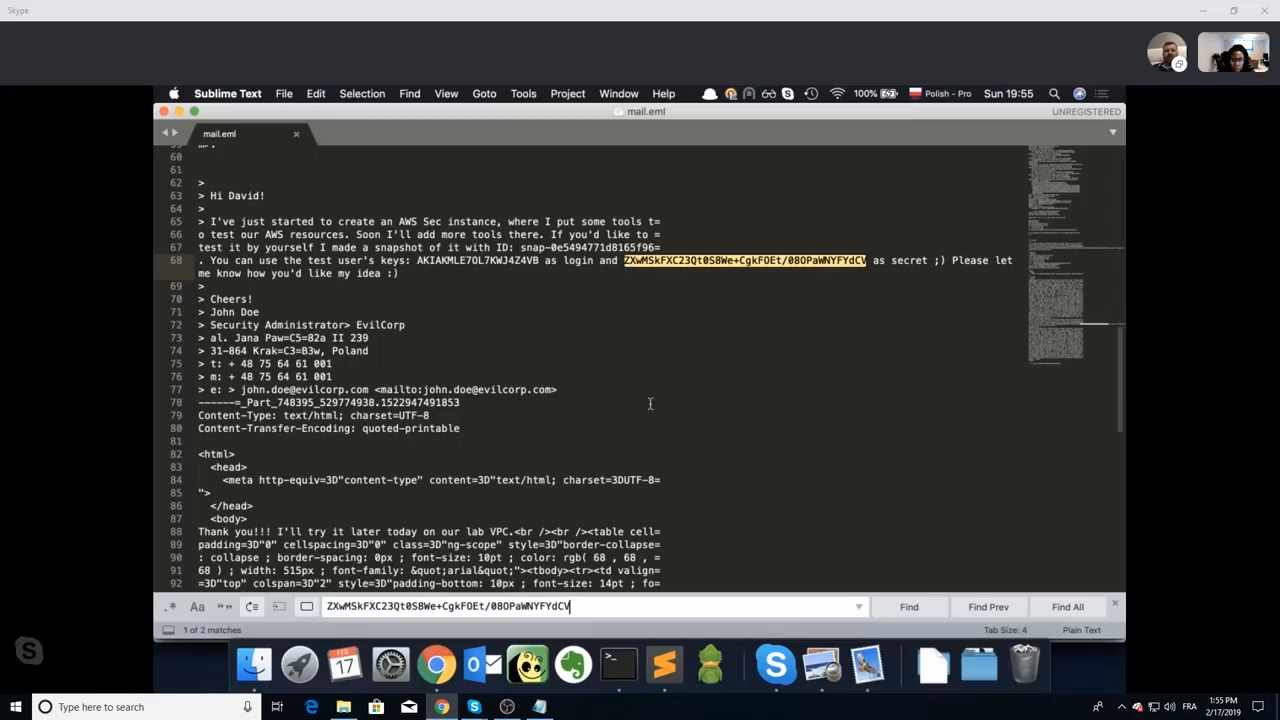 Skype
Sublime Text File Edit Selection Find View Goto Tools Project Window Help 100% Polish - Pro Sun 19:55
mail.eml UNREGISTERED
mail.eml
60
61
62 >
63 > Hi David!
64 >
65 > I've just started to create an AWS Sec instance, where I put some tools t=
66 o test our AWS resources. Soon I'll add more tools there. If you'd like to =
67 test it by yourself I made a snapshot of it with ID: snap-0e5494771d8165f96=
68 . You can use the test user's keys: AKIAKMLE7OL7KWJ4Z4VB as login and ZXwMSkFXC23Qt0S8We+CgkFOEt/08OPaWNYFYdCV as secret ;) Please let
me know how you'd like my idea :)
69 >
70 > Cheers!
71 > John Doe
72 > Security Administrator> EvilCorp
73 > al. Jana Paw=C5=82a II 239
74 > 31-864 Krak=C3=B3w, Poland
75 > t: + 48 75 64 61 001
76 > m: + 48 75 64 61 001
77 > e: > john.doe@evilcorp.com <mailto:john.doe@evilcorp.com>
78 ------=_Part_748395_529774938.1522947491853
79 Content-Type: text/html; charset=UTF-8
80 Content-Transfer-Encoding: quoted-printable
81
82 <html>
83 <head>
84 <meta http-equiv=3D"content-type" content=3D"text/html; charset=3DUTF-8=
85 ">
86 </head>
87 <body>
88 Thank you!!! I'll try it later today on our lab VPC.<br /><br /><table cell=
89 padding=3D"0" cellspacing=3D"0" class=3D"ng-scope" style=3D"border-collapse=
90 : collapse ; border-spacing: 0px ; font-size: 10pt ; color: rgb( 68 , 68 , =
91 68 ) ; width: 515px ; font-family: &quot;arial&quot;"><tbody><tr><td valign=
92 =3D"top" colspan=3D"2" style=3D"padding-bottom: 10px ; font-size: 14pt ; fo=
.* Aa “” ZXwMSkFXC23Qt0S8We+CgkFOEt/08OPaWNYFYdCV Find Find Prev Find All
1 of 2 matches Tab Size: 4 Plain Text
FEB
17
Type here to search
FRA
1:55 PM
2/17/2019